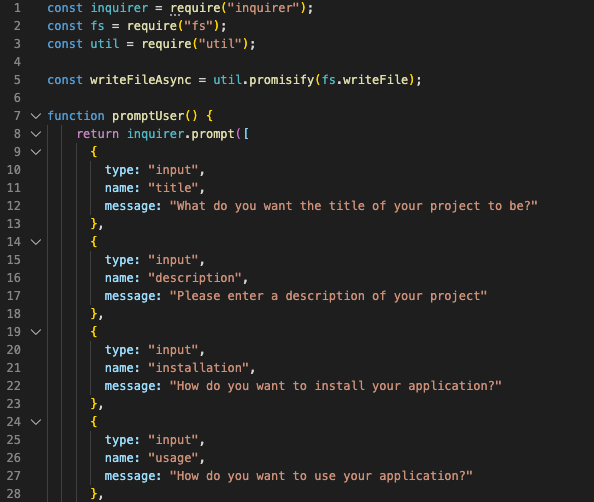 1 const inquirer = require("inquirer");
2 const fs = require("fs");
3 const util = require("util");
4
5 const writeFileAsync = util.promisify(fs.writeFile);
6
7 function promptUser() {
8 return inquirer.prompt([
9 {
10 type: "input",
11 name: "title",
12 message: "What do you want the title of your project to be?"
13 },
14 {
15 type: "input",
16 name: "description",
17 message: "Please enter a description of your project"
18 },
19 {
20 type: "input",
21 name: "installation",
22 message: "How do you want to install your application?"
23 },
24 {
25 type: "input",
26 name: "usage",
27 message: "How do you want to use your application?"
28 },